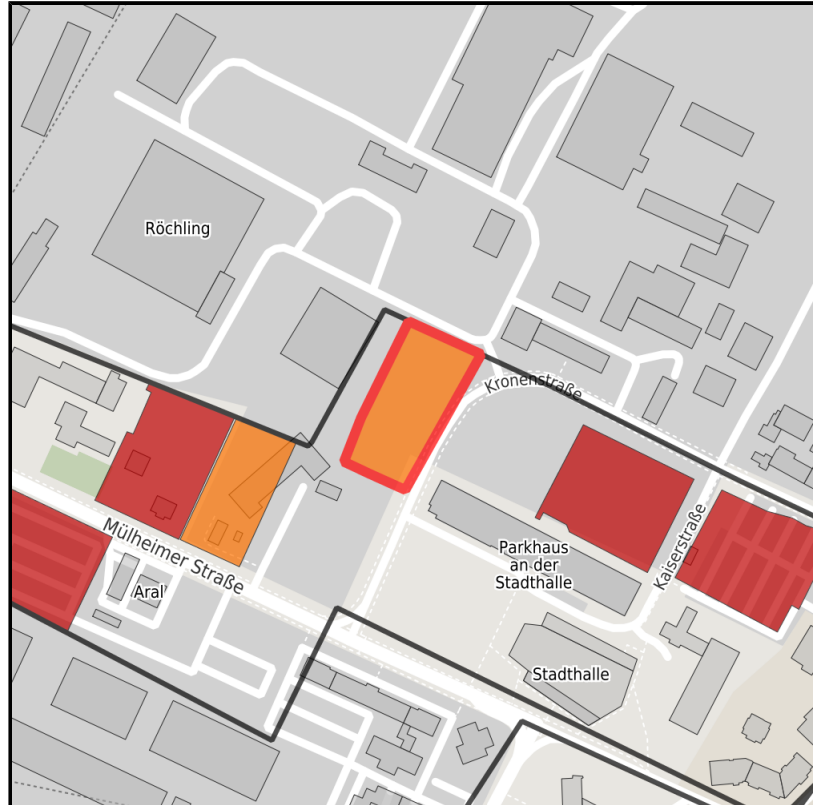 Röchling
Kronenstraße
Mülheimer Straße
Kaiserstraße
Parkhaus
an der
Stadthalle
Aral
Stadthalle